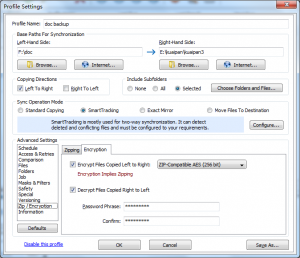 Profile Settings
Profile Name: doc backup
Base Paths For Synchronization
Left-Hand Side: Right-Hand Side:
F:\doc E:\jkuaipan\kuaipan3
Browse... Internet... Browse... Internet...
Copying Directions Include Subfolders
Left To Right Right To Left None All Selected Choose Folders and Files...
Sync Operation Mode
Standard Copying SmartTracking Exact Mirror Move Files To Destination
SmartTracking is mostly used for two-way synchronization. It can detect
deleted and conflicting files and must be configured to your requirements.
Configure...
Advanced Settings
Schedule
Access & Retries
Comparison
Files
Folders
Job
Masks & Filters
Safety
Special
Versioning
Zip / Encryption
Information
Defaults
Zipping Encryption
Encrypt Files Copied Left to Right: ZIP-Compatible AES (256 bit)
Encryption Implies Zipping
Decrypt Files Copied Right to Left
Password Phrase: **********
Confirm: **********
Disable this profile OK Cancel Save As...